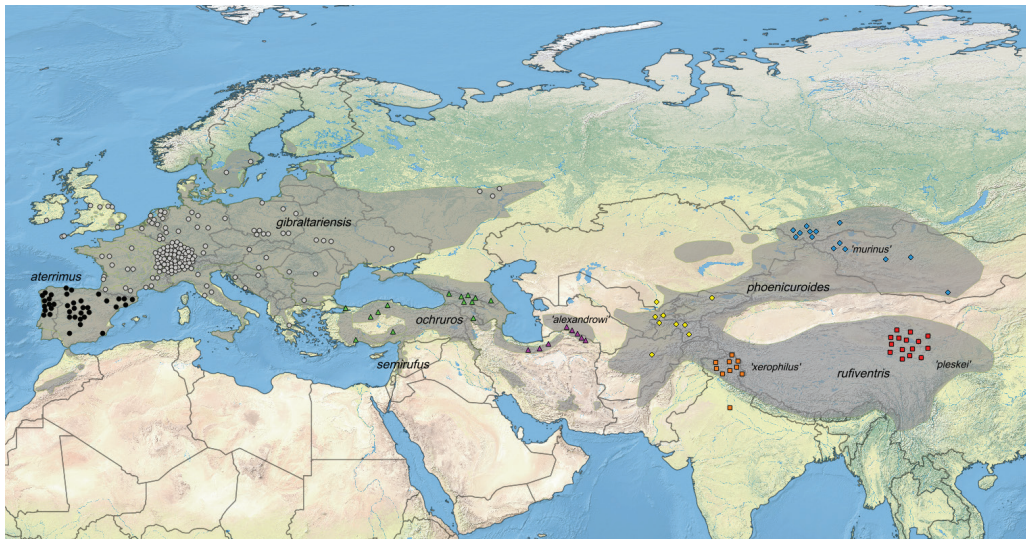 gibraltariensis
'murinus'
aterrimus
phoenicuroides
ochruros
'alexandrowi'
semirufus
'xerophilus'
rufiventris
'pleskei'